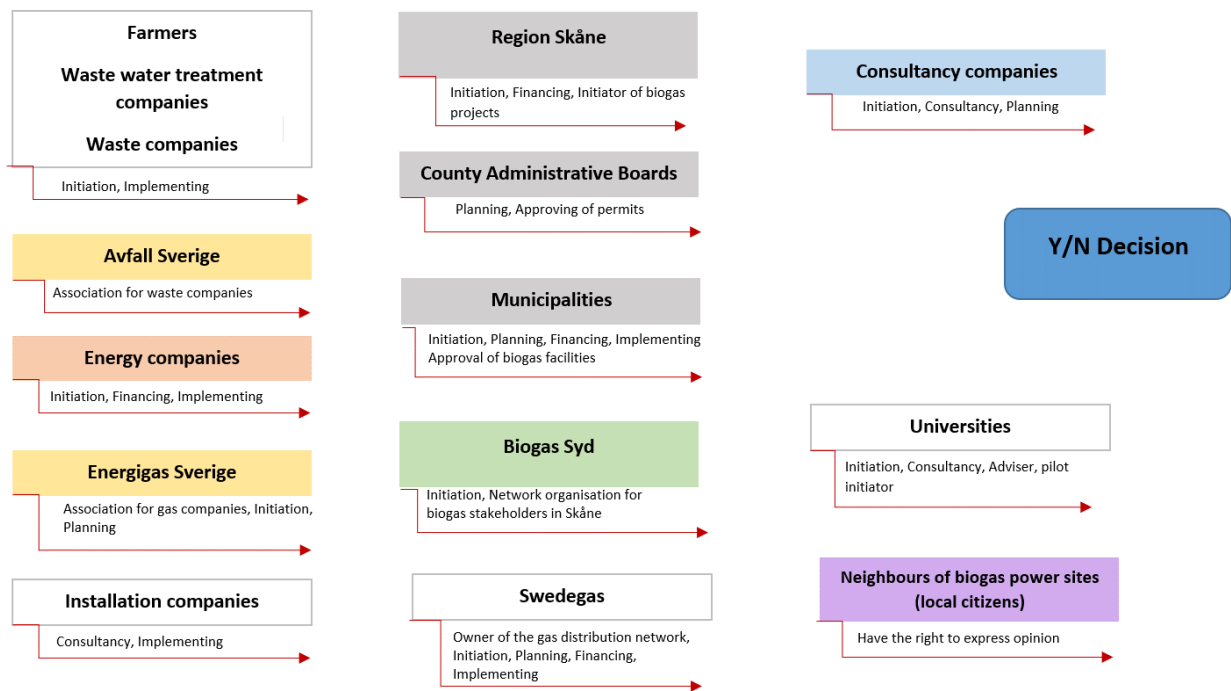 Farmers
Waste water treatment
companies
Waste companies
Initiation, Implementing
Avfall Sverige
Association for waste companies
Energy companies
Initiation, Financing, Implementing
Energigas Sverige
Association for gas companies, Initiation,
Planning
Installation companies
Consultancy, Implementing
Region Skåne
Initiation, Financing, Initiator of biogas
projects
County Administrative Boards
Planning, Approving of permits
Municipalities
Initiation, Planning, Financing, Implementing
Approval of biogas facilities
Biogas Syd
Initiation, Network organisation for
biogas stakeholders in Skåne
Swedegas
Owner of the gas distribution network,
Initiation, Planning, Financing,
Implementing
Consultancy companies
Initiation, Consultancy, Planning
Y/N Decision
Universities
Initiation, Consultancy, Adviser, pilot
initiator
Neighbours of biogas power sites
(local citizens)
Have the right to express opinion